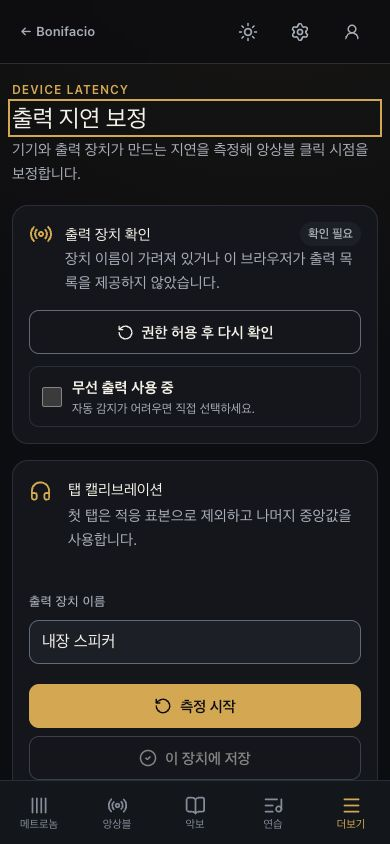 ← Bonifacio
DEVICE LATENCY
출력 지연 보정
기기와 출력 장치가 만드는 지연을 측정해 앙상블 클릭 시점을
보정합니다.
출력 장치 확인
확인 필요
장치 이름이 가려져 있거나 이 브라우저가 출력 목
록을 제공하지 않았습니다.
권한 허용 후 다시 확인
무선 출력 사용 중
자동 감지가 어려우면 직접 선택하세요.
탭 캘리브레이션
첫 탭은 적응 표본으로 제외하고 나머지 중앙값을
사용합니다.
출력 장치 이름
내장 스피커
측정 시작
이 장치에 저장
메트로놈
앙상블
악보
연습
더보기